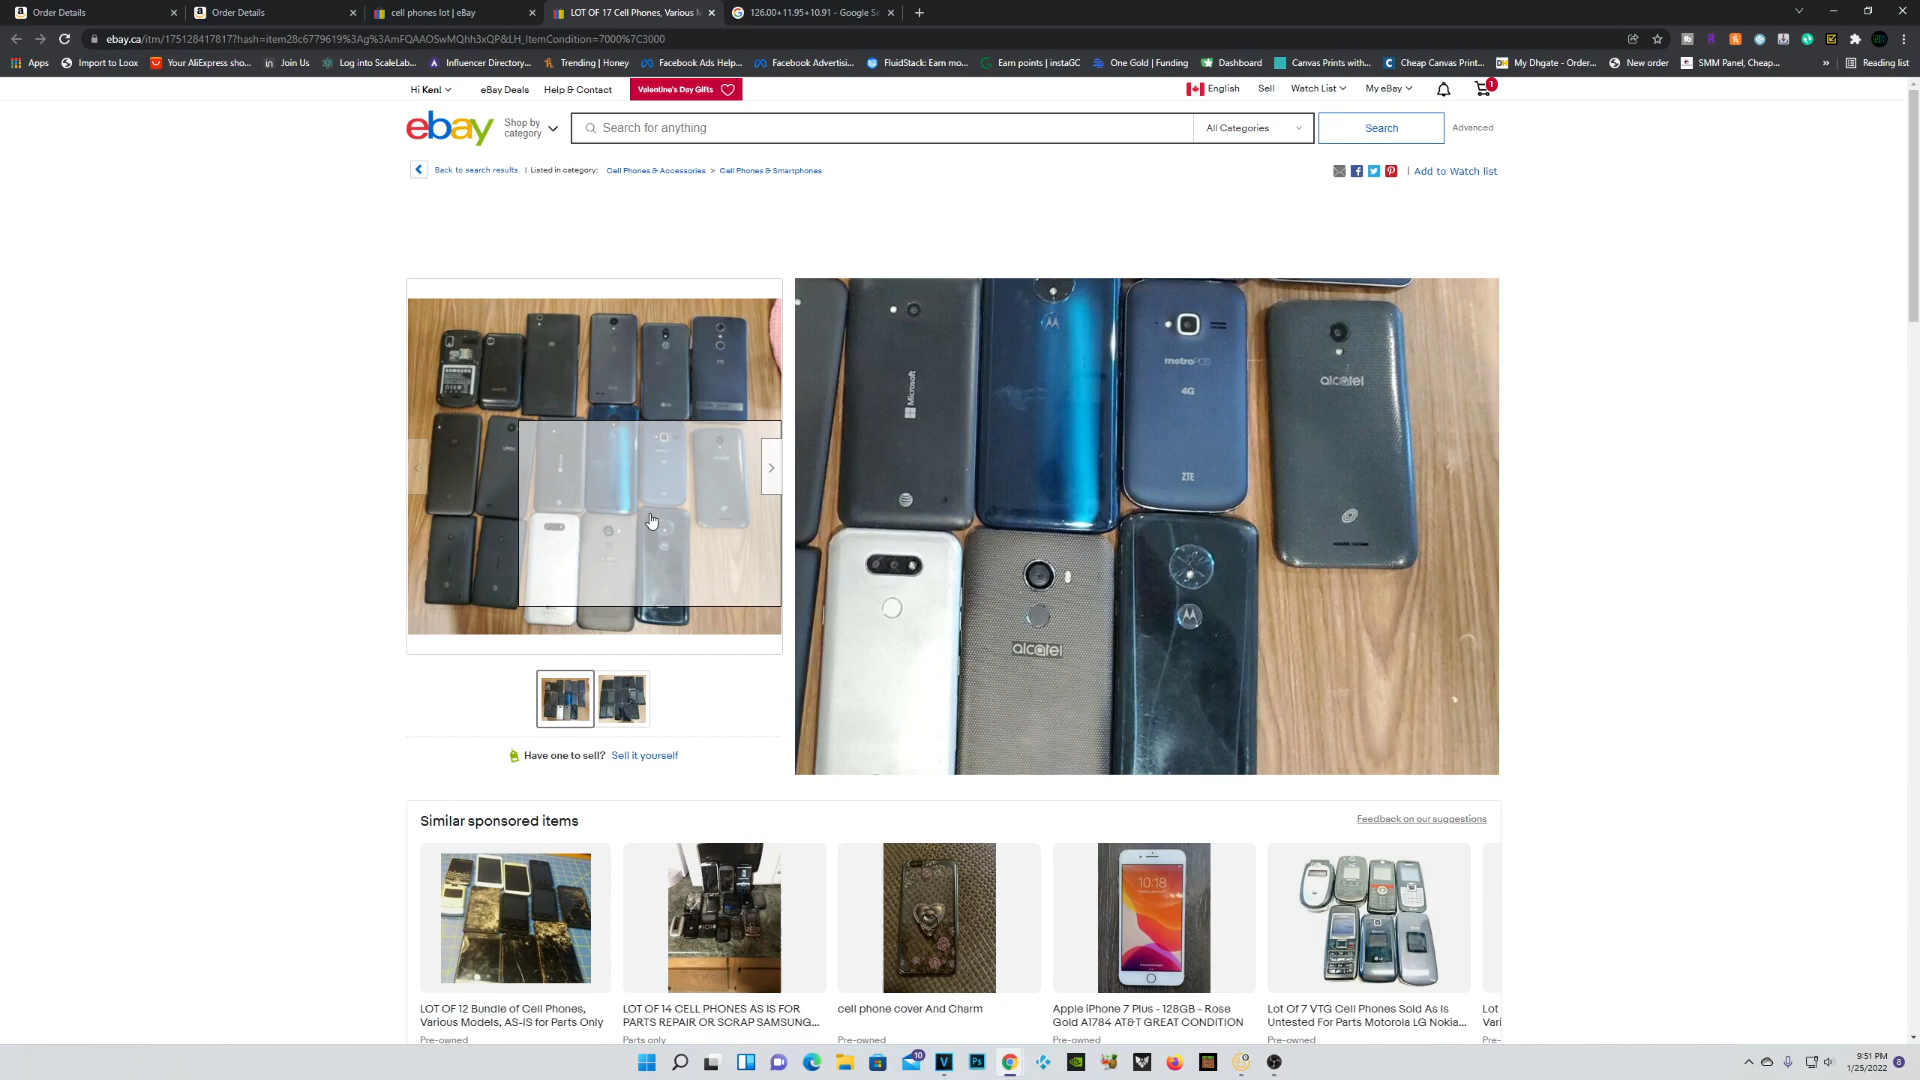 Order Details
Order Details
cell phones lot | eBay
LOT OF 17 Cell Phones, Various M
126.00+11.95+10.91 - Google Se
ebay.ca/itm/175128417817?hash=item28c6779619%3Ag%3AmFQAAOSwMQhh3xQP&LH_ItemCondition=7000%7C3000
Apps
Import to Loox
Your AliExpress sho...
Join Us
Log into ScaleLab...
Influencer Directory...
Trending | Honey
Facebook Ads Help...
Facebook Advertisi...
FluidStack: Earn mo...
Earn points | instaGC
One Gold | Funding
Dashboard
Canvas Prints with...
Cheap Canvas Print...
My Dhgate - Order...
New order
SMM Panel, Cheap...
»
Reading list
Hi Ken!
eBay Deals
Help & Contact
Valentine's Day Gifts
English
Sell
Watch List
My eBay
1
ebay
Shop by category
Search for anything
All Categories
Search
Advanced
Back to search results | Listed in category: Cell Phones & Accessories > Cell Phones & Smartphones
| Add to Watch list
SAMSUNG
Microsoft
metroPCS
4G
ZTE
alcatel
alcatel
Have one to sell? Sell it yourself
Similar sponsored items
Feedback on our suggestions
10:18
LOT OF 12 Bundle of Cell Phones, Various Models, AS-IS for Parts Only
Pre-owned
LOT OF 14 CELL PHONES AS IS FOR PARTS REPAIR OR SCRAP SAMSUNG...
Parts only
cell phone cover And Charm
Pre-owned
Apple iPhone 7 Plus - 128GB - Rose Gold A1784 AT&T GREAT CONDITION
Pre-owned
Lot Of 7 VTG Cell Phones Sold As Is Untested For Parts Motorola LG Nokia...
Pre-owned
Lot
Vari
Pre-
10
9:51 PM
1/25/2022
8